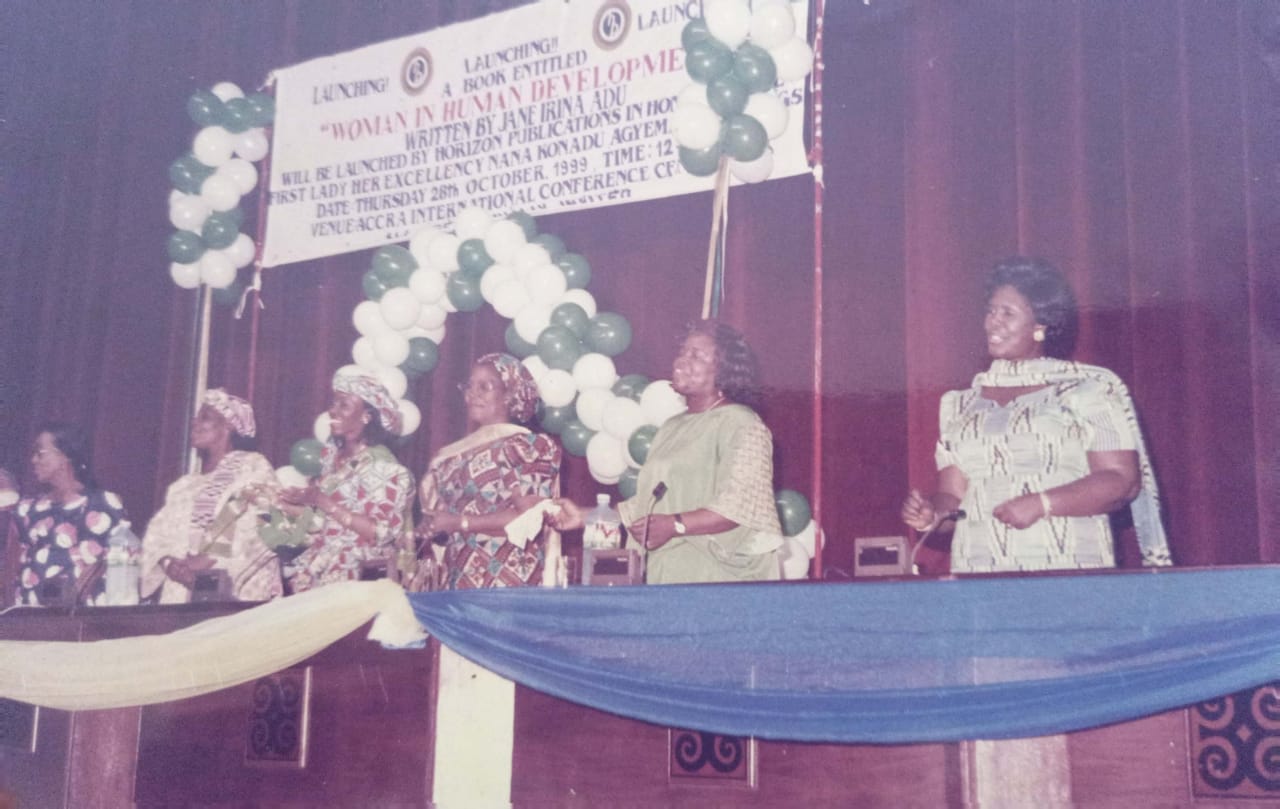 LAUNCHING!
LAUNCHING!!
LAUNC
A BOOK ENTITLED
"WOMAN IN HUMAN DEVELOPME
WRITTEN BY JANE IRINA ADU
WILL BE LAUNCHED BY HORIZON PUBLICATIONS IN HON GS
FIRST LADY HER EXCELLENCY NANA KONADU AGYEM
DATE THURSDAY 28th OCTOBER, 1999 TIME: 12
VENUE ACCRA INTERNATIONAL CONFERENCE CE